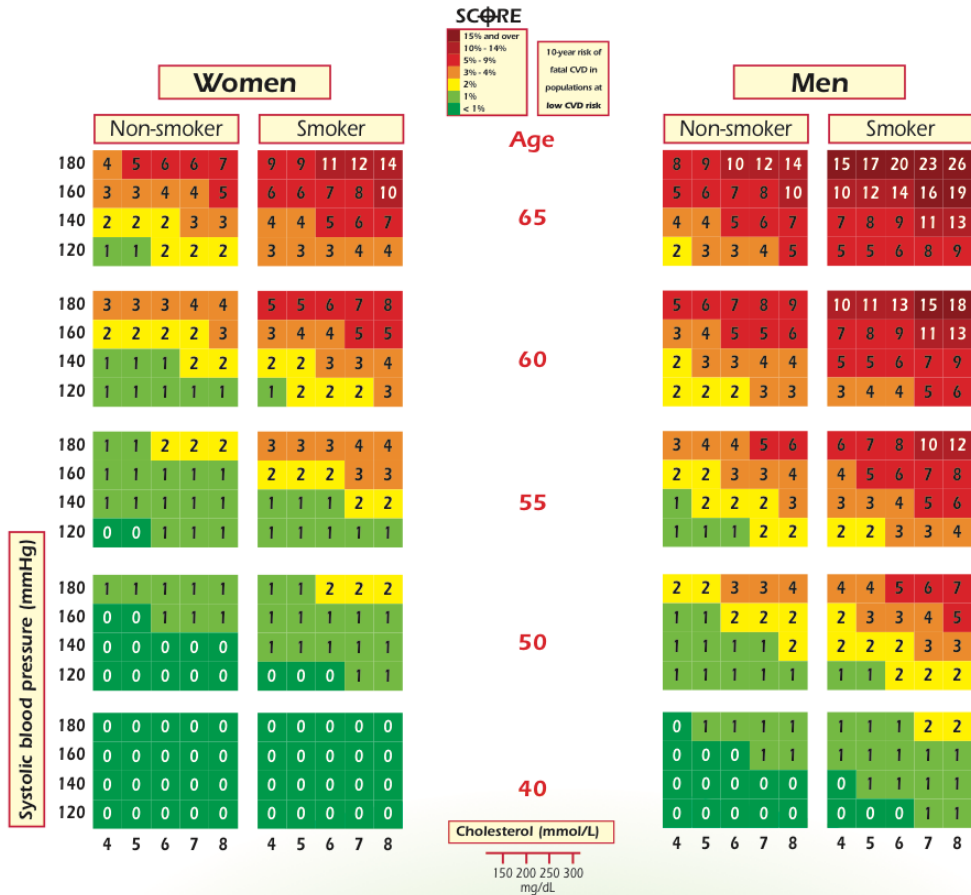 SCORE
15% and over
10% - 14%
5% - 9%
3% - 4%
2%
1%
< 1%
10-year risk of
fatal CVD in
populations at
low CVD risk
Women
Men
Non-smoker Smoker Age Non-smoker Smoker
180 4 5 6 6 7 9 9 11 12 14 8 9 10 12 14 15 17 20 23 26
160 3 3 4 4 5 6 6 7 8 10 5 6 7 8 10 10 12 14 16 19
65
140 2 2 2 3 3 4 4 5 6 7 4 4 5 6 7 7 8 9 11 13
120 1 1 2 2 2 3 3 3 4 4 2 3 3 4 5 5 5 6 8 9
180 3 3 3 4 4 5 5 6 7 8 5 6 7 8 9 10 11 13 15 18
160 2 2 2 2 3 3 4 4 5 5 3 4 5 5 6 7 8 9 11 13
60
140 1 1 1 2 2 2 2 3 3 4 2 3 3 4 4 5 5 6 7 9
120 1 1 1 1 1 1 2 2 2 3 2 2 2 3 3 3 4 4 5 6
180 1 1 2 2 2 3 3 3 4 4 3 4 4 5 6 6 7 8 10 12
160 1 1 1 1 1 2 2 2 3 3 2 2 3 3 4 4 5 6 7 8
55
140 1 1 1 1 1 1 1 1 2 2 1 2 2 2 3 3 3 4 5 6
120 0 0 1 1 1 1 1 1 1 1 1 1 1 2 2 2 2 3 3 4
180 1 1 1 1 1 1 1 2 2 2 2 2 3 3 4 4 4 5 6 7
160 0 0 1 1 1 1 1 1 1 1 1 1 2 2 2 2 3 3 4 5
50
140 0 0 0 0 0 1 1 1 1 1 1 1 1 1 2 2 2 2 3 3
120 0 0 0 0 0 0 0 0 1 1 1 1 1 1 1 1 1 2 2 2
180 0 0 0 0 0 0 0 0 0 0 0 1 1 1 1 1 1 1 2 2
160 0 0 0 0 0 0 0 0 0 0 0 0 0 1 1 1 1 1 1 1
40
140 0 0 0 0 0 0 0 0 0 0 0 0 0 0 0 0 1 1 1 1
120 0 0 0 0 0 0 0 0 0 0 0 0 0 0 0 0 0 0 1 1
4 5 6 7 8 4 5 6 7 8 4 5 6 7 8 4 5 6 7 8
Systolic blood pressure (mmHg)
Cholesterol (mmol/L)
150 200 250 300
mg/dL